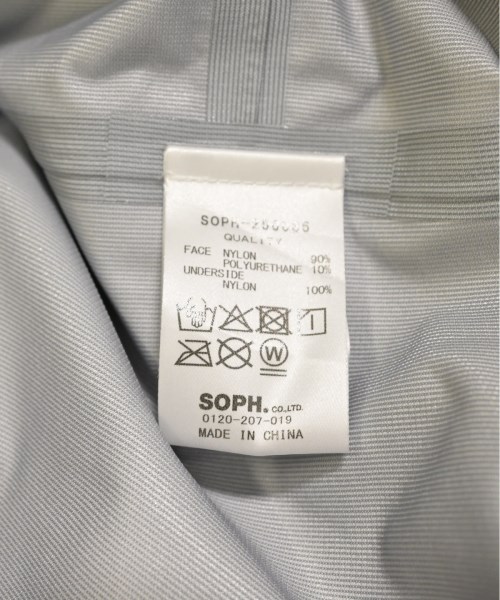 QUALITY
FACE NYLON 90%
POLYURETHANE 10%
UNDERSIDE
NYLON 100%
W
SOPH. CO.,LTD.
0120-207-019
MADE IN CHINA